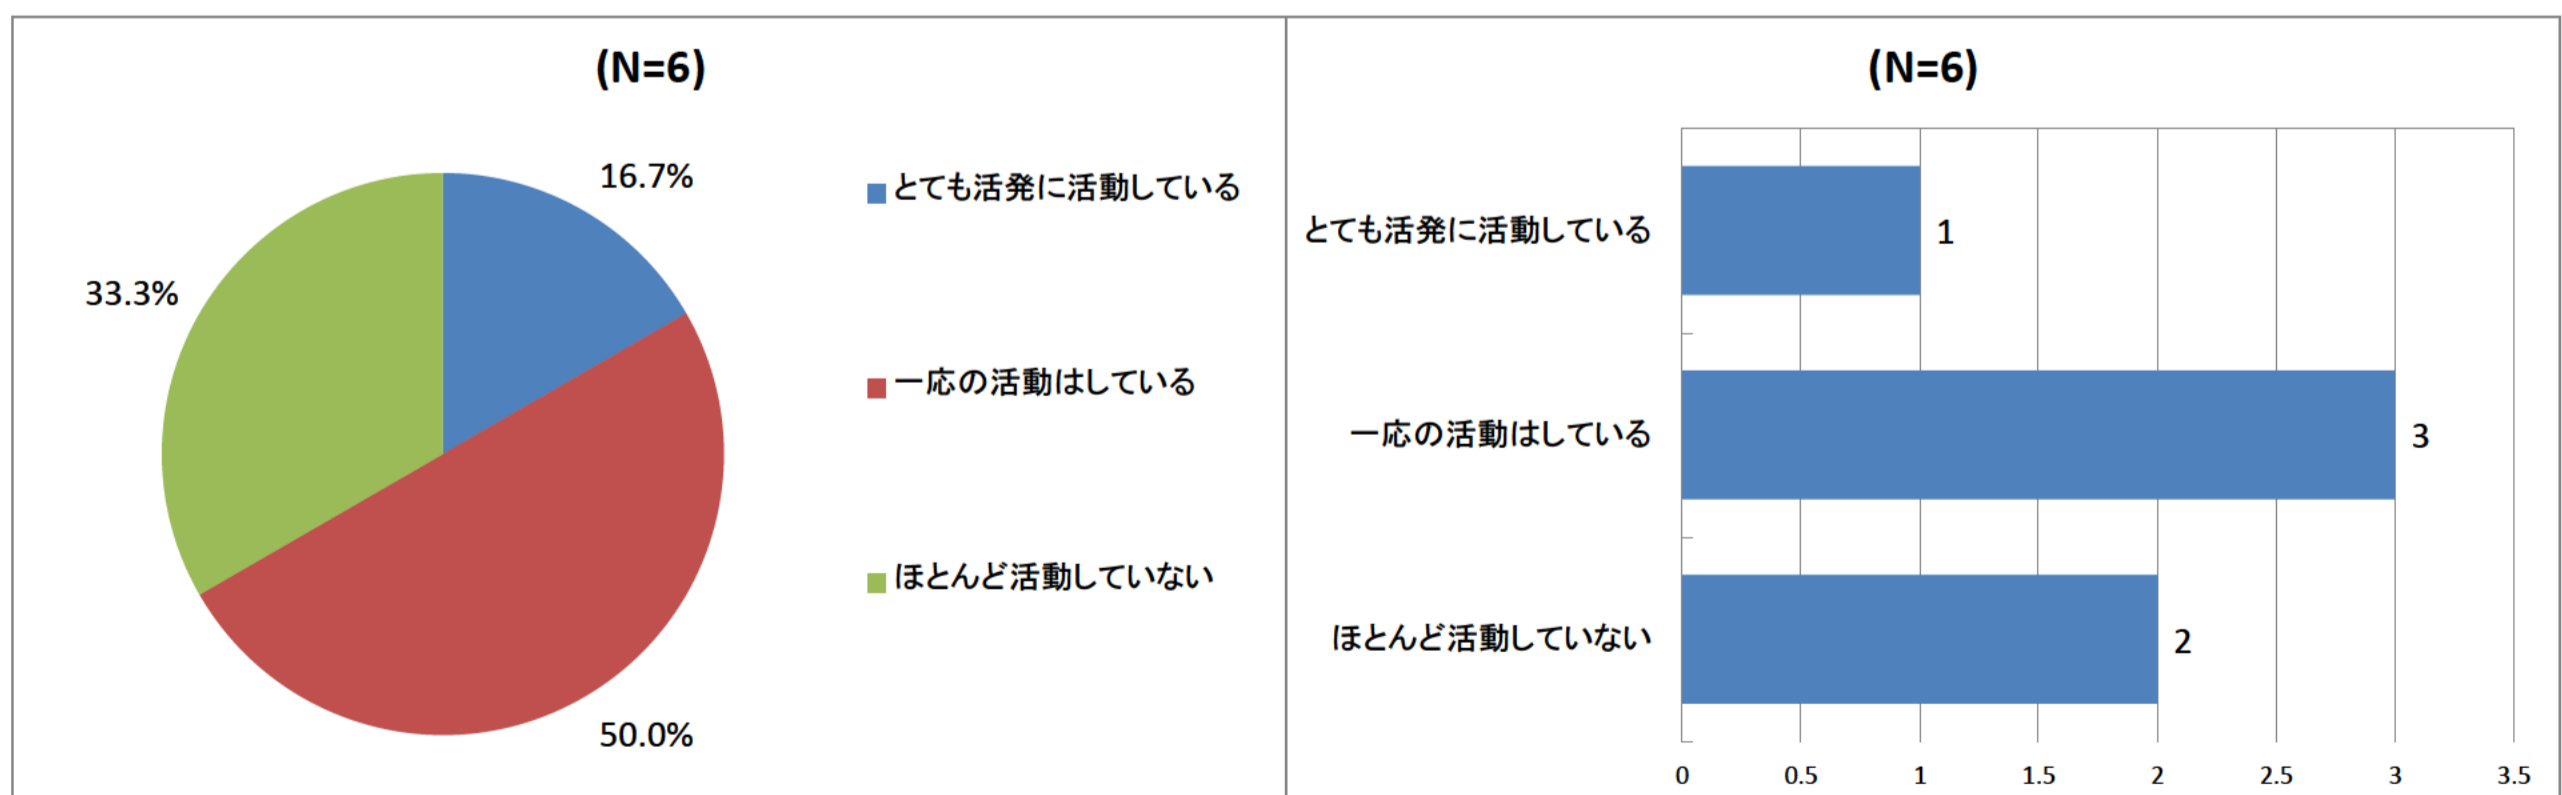 (N=6)
16.7%
33.3%
50.0%
とても活発に活動している
一応の活動はしている
ほとんど活動していない
(N=6)
とても活発に活動している
1
一応の活動はしている
3
ほとんど活動していない
2
0 0.5 1 1.5 2 2.5 3 3.5